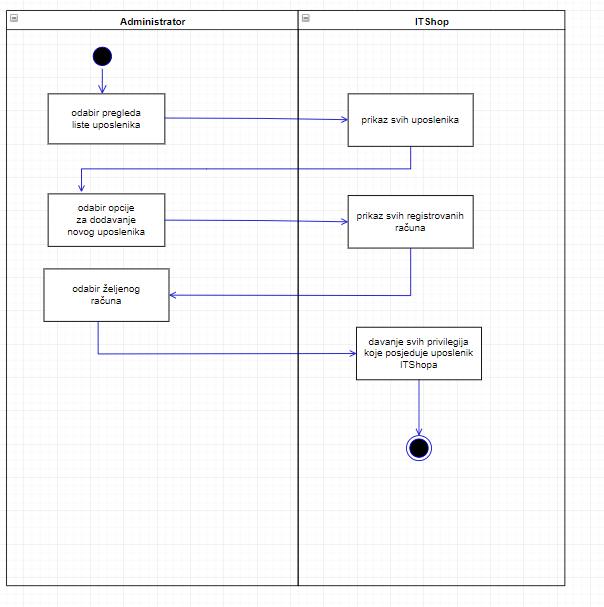 Administrator
ITShop
odabir pregleda
liste uposlenika
prikaz svih uposlenika
odabir opcije
za dodavanje
novog uposlenika
prikaz svih registrovanih
računa
odabir željenog
računa
davanje svih privilegija
koje posjeduje uposlenik
ITShopa